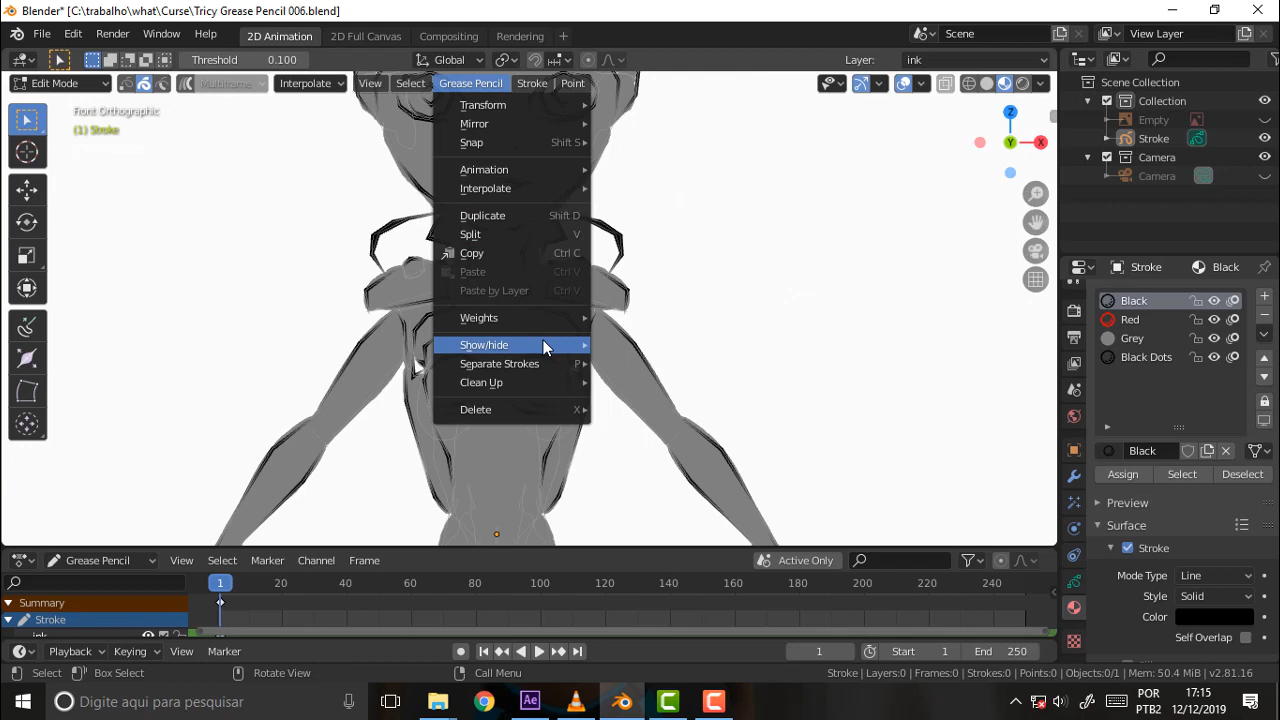 Blender* [C:\trabalho\what\Curse\Tricy Grease Pencil 006.blend]
File Edit Render Window Help 2D Animation 2D Full Canvas Compositing Rendering + Scene View Layer
Threshold 0.100 Global Layer: ink
Edit Mode Multiframe Interpolate View Select Grease Pencil Stroke Point
Front Orthographic
(1) Stroke
Transform
Mirror
Snap Shift S
Animation
Interpolate
Duplicate Shift D
Split V
Copy Ctrl C
Paste Ctrl V
Paste by Layer Ctrl V
Weights
Show/hide
Separate Strokes P
Clean Up
Delete X
Z
Y
X
Scene Collection
Collection
Empty
Stroke
Camera
Camera
Stroke Black
Black
Red
Grey
Black Dots
Black
Assign Select Deselect
Preview
Surface
Stroke
Mode Type Line
Style Solid
Color
Self Overlap
Grease Pencil View Select Marker Channel Frame Active Only
1 20 40 60 80 100 120 140 160 180 200 220 240
Summary
Stroke
ink
Playback Keying View Marker 1 Start 1 End 250
Select Box Select Rotate View Call Menu Stroke | Layers:0 | Frames:0 | Strokes:0 | Points:0 | Objects:0/1 | Mem: 50.4 MiB | v2.81.16
Digite aqui para pesquisar
POR 17:15
PTB2 12/12/2019